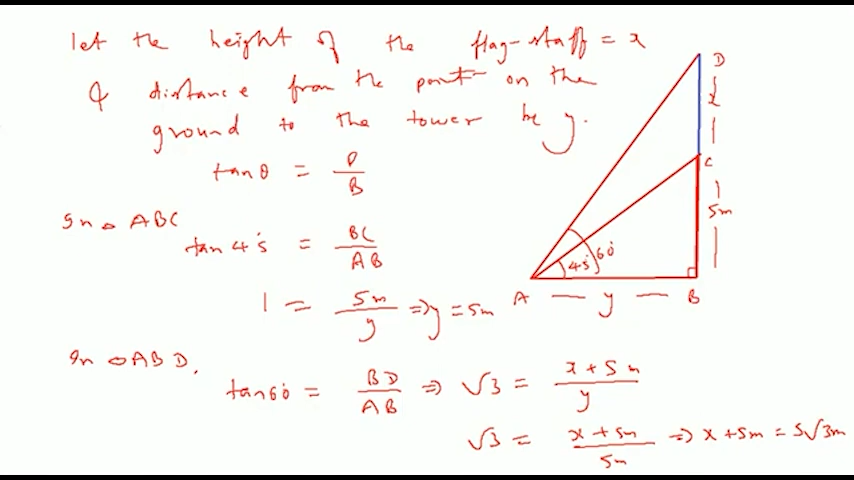 let the height of the flag-staff = x
& distance from the point on the
ground to the tower be y.
tanθ = P/B
In △ ABC
tan 45° = BC/AB
1 = 5m/y ⇒ y = 5m
In △ABD,
tan60° = BD/AB ⇒ √3 = x+5m/y
√3 = x+5m/5m ⇒ x+5m = 5√3m
D
x
C
5m
60°
45°
A
y
B